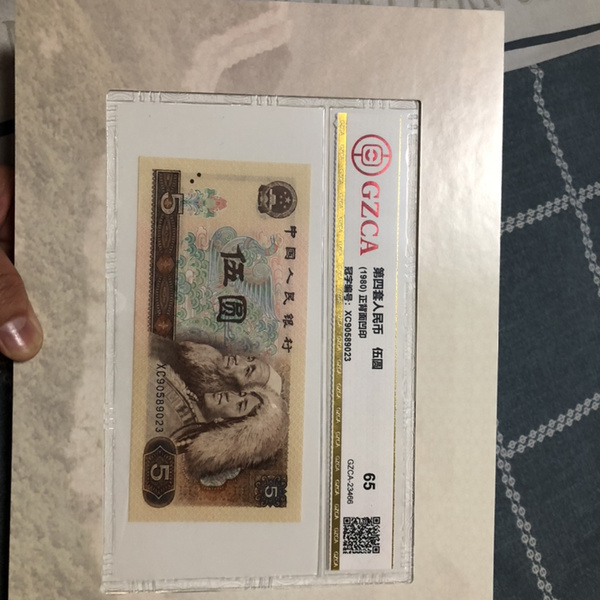 GZCA
第四套人民币 伍圆
(1980) 正背面凹印
冠字编号: XC90589023
65
GZCA-23466
中国人民银行
伍圆
5
XC90589023
5
5